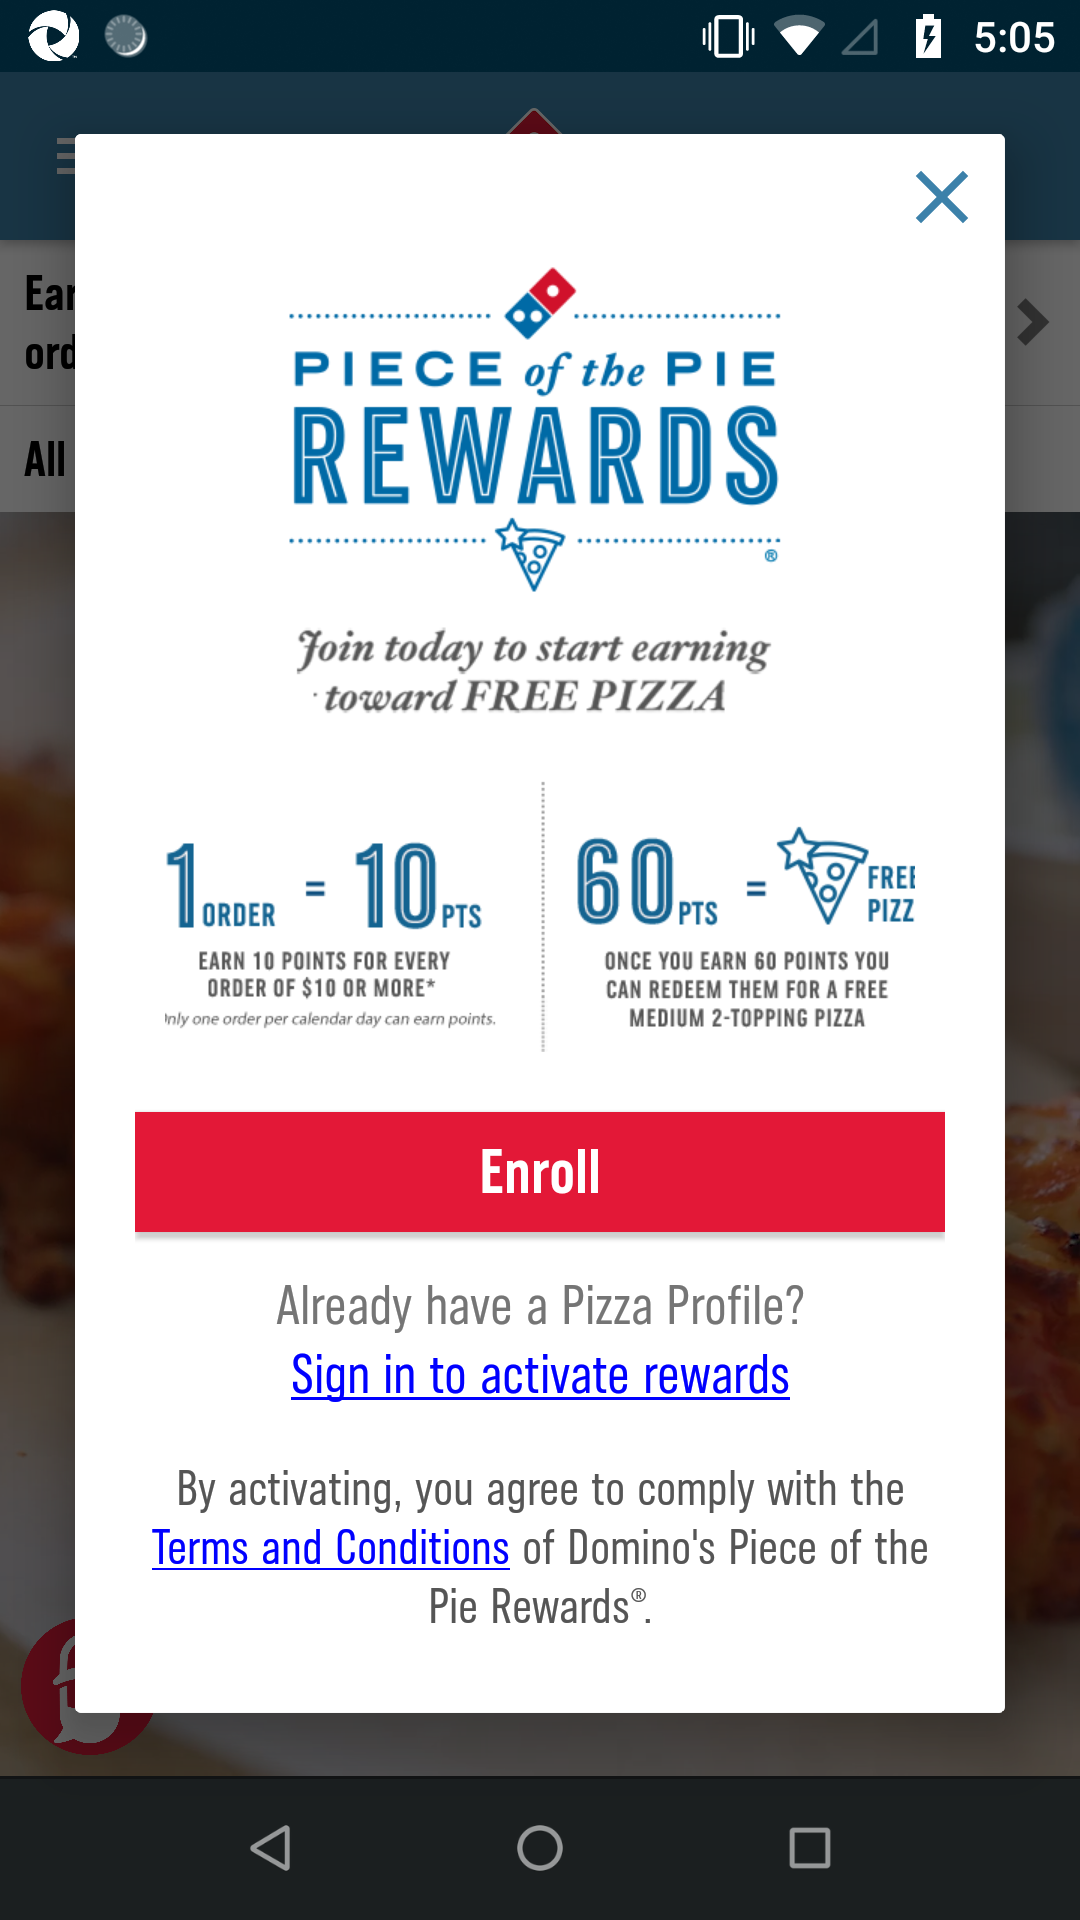 5:05
Ear
ord
All
PIECE of the PIE
REWARDS
®
Join today to start earning
toward FREE PIZZA
1 ORDER = 10 PTS
EARN 10 POINTS FOR EVERY
ORDER OF $10 OR MORE*
only one order per calendar day can earn points.
60 PTS = FREE
PIZZ
ONCE YOU EARN 60 POINTS YOU
CAN REDEEM THEM FOR A FREE
MEDIUM 2-TOPPING PIZZA
Enroll
Already have a Pizza Profile?
Sign in to activate rewards
By activating, you agree to comply with the
Terms and Conditions of Domino's Piece of the
Pie Rewards®.